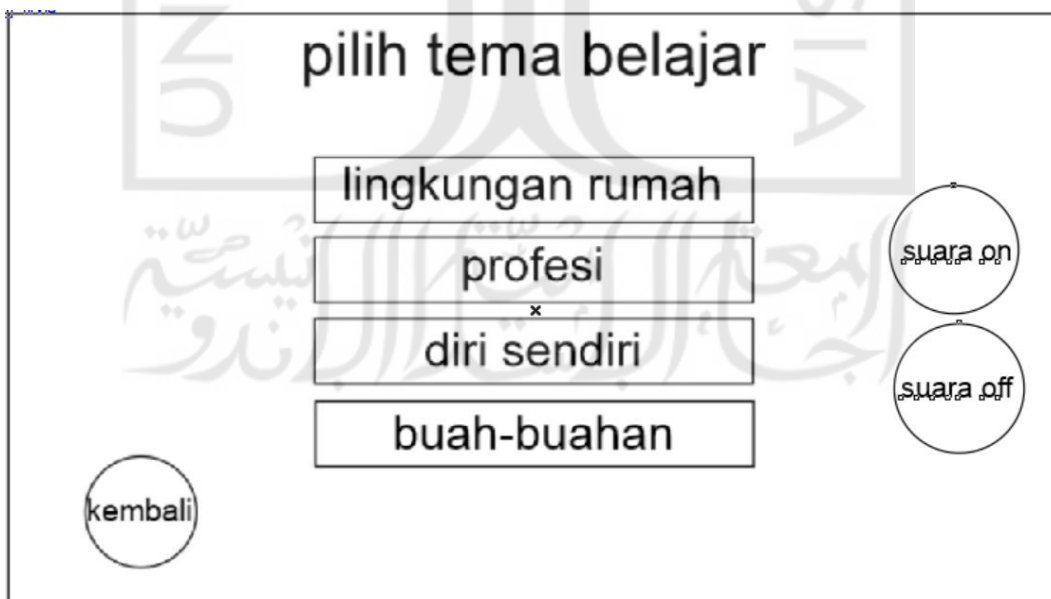 pilih tema belajar
lingkungan rumah
profesi
suara on
diri sendiri
suara off
buah-buahan
kembali